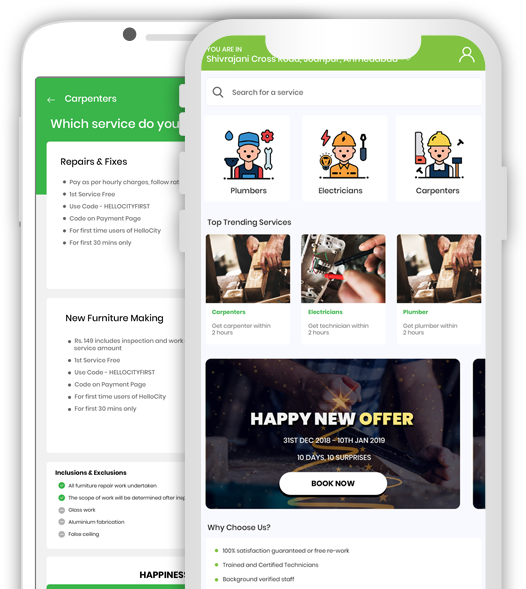 Carpenters
Which service do you
Repairs & Fixes
Pay as per hourly charges, follow rat
1st Service Free
Use Code - HELLOCITYFIRST
Code on Payment Page
For first time users of HelloCity
For first 30 mins only
New Furniture Making
Rs. 149 includes inspection and work
service amount
1st Service Free
Use Code - HELLOCITYFIRST
Code on Payment Page
For first time users of HelloCity
For first 30 mins only
Inclusions & Exclusions
All furniture repair work undertaken
The scope of work will be determined after insp
Glass work
Aluminium fabrication
False ceiling
HAPPINESS
YOU ARE IN
Shivrajani Cross Road, Jodhpur, Ahmedabad
Search for a service
Plumbers
Electricians
Carpenters
Top Trending Services
Carpenters
Electricians
Plumber
Get carpenter within
2 hours
Get technician within
2 hours
Get plumber within
2 hours
HAPPY NEW OFFER
31ST DEC 2018 - 10TH JAN 2019
10 DAYS, 10 SURPRISES
BOOK NOW
Why Choose Us?
100% satisfaction guaranteed or free re-work
Trained and Certified Technicians
Background verified staff